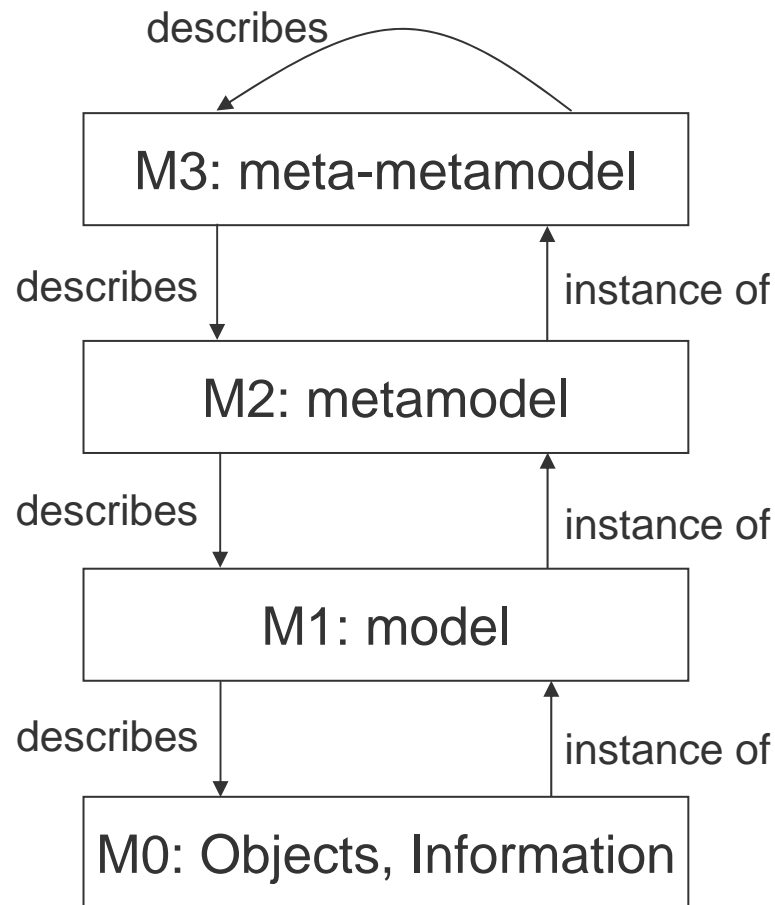 describes
M3: meta-metamodel
describes
instance of
M2: metamodel
describes
instance of
M1: model
describes
instance of
M0: Objects, Information